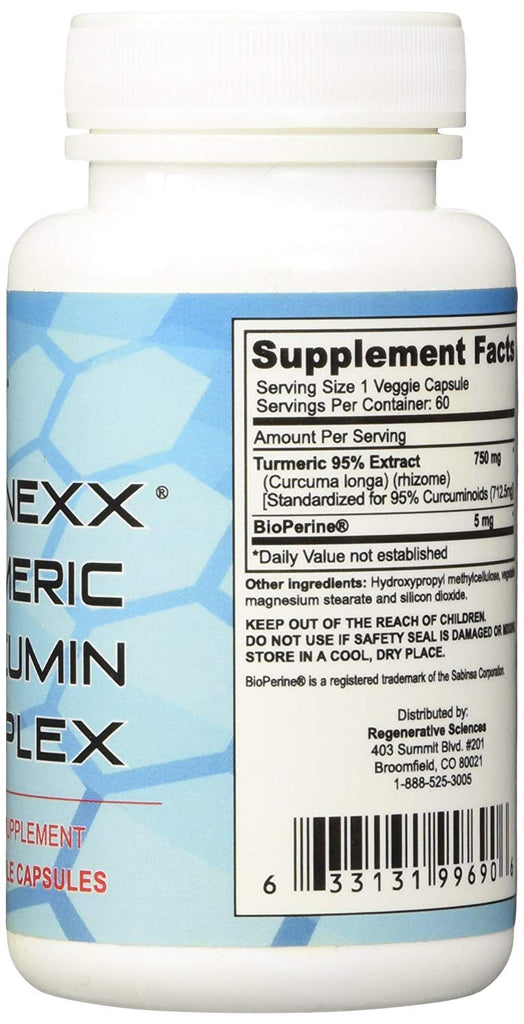 NEXX®
MERIC
UMIN
PLEX
SUPPLEMENT
LE CAPSULES
Supplement Facts
Serving Size 1 Veggie Capsule
Servings Per Container: 60
Amount Per Serving
Turmeric 95% Extract 750 mg *
(Curcuma longa) (rhizome)
[Standardized for 95% Curcuminoids (712.5mg)
BioPerine® 5 mg *
*Daily Value not established
Other ingredients: Hydroxypropyl methylcellulose, vegetable
magnesium stearate and silicon dioxide.
KEEP OUT OF THE REACH OF CHILDREN.
DO NOT USE IF SAFETY SEAL IS DAMAGED OR MISSING.
STORE IN A COOL, DRY PLACE.
BioPerine® is a registered trademark of the Sabinsa Corporation.
Distributed by:
Regenerative Sciences
403 Summit Blvd. #201
Broomfield, CO 80021
1-888-525-3005
6 33131 99690 6